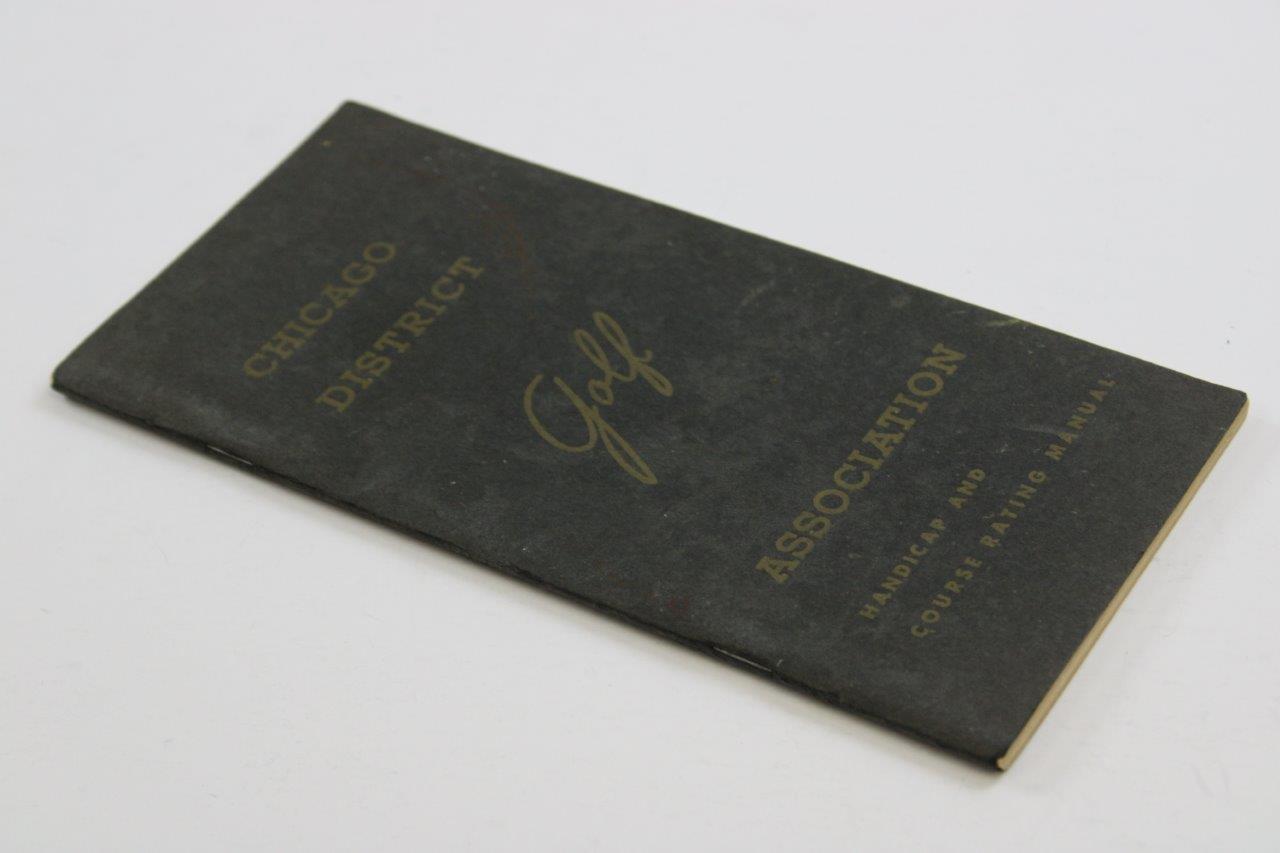 CHICAGO
DISTRICT
Golf
ASSOCIATION
HANDICAP AND
COURSE RATING MANUAL